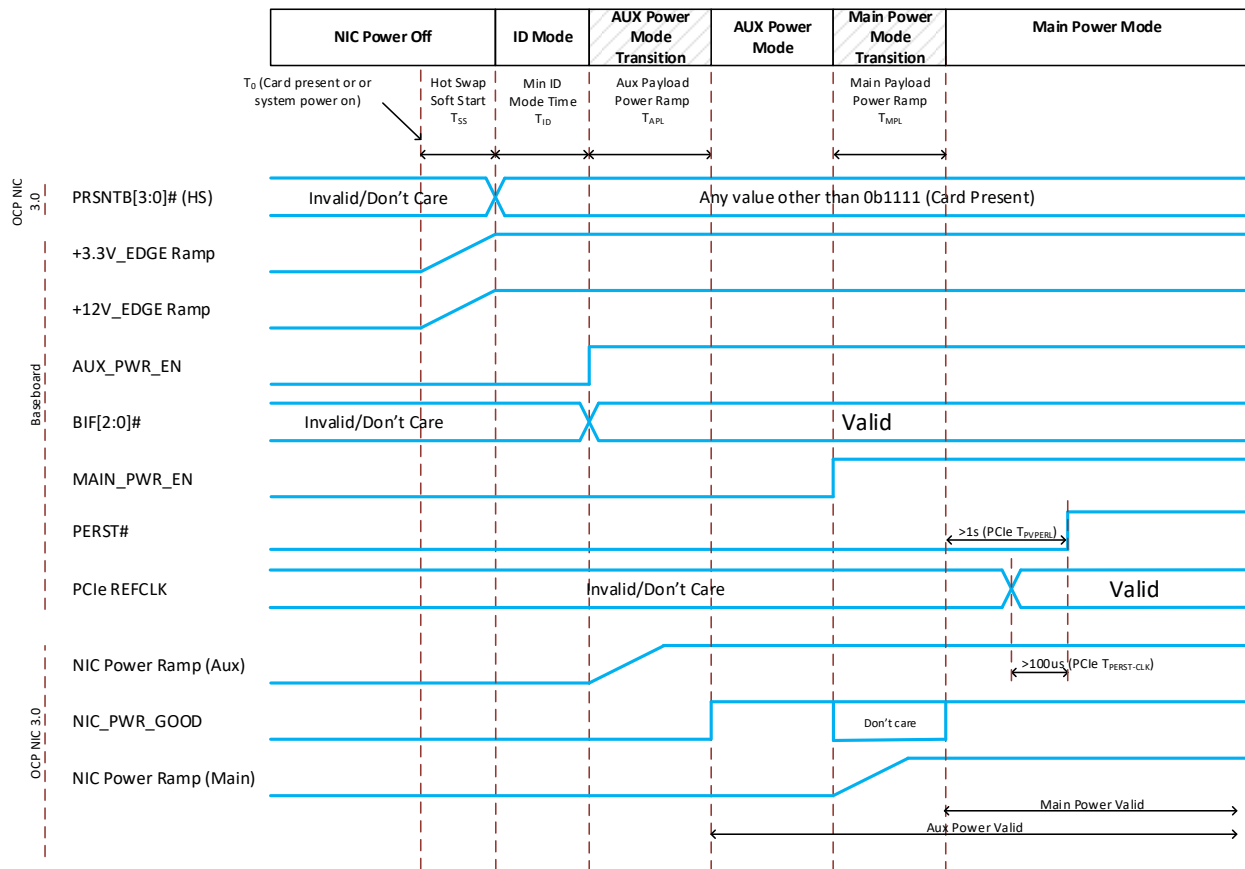 NIC Power Off
ID Mode
AUX Power
Mode
Transition
AUX Power
Mode
Main Power
Mode
Transition
Main Power Mode
T0 (Card present or or
system power on)
Hot Swap
Soft Start
TSS
Min ID
Mode Time
TID
Aux Payload
Power Ramp
TAPL
Main Payload
Power Ramp
TMPL
OCP NIC
3.0
PRSNTB[3:0]# (HS)
Invalid/Don't Care
Any value other than 0b1111 (Card Present)
Baseboard
+3.3V_EDGE Ramp
+12V_EDGE Ramp
AUX_PWR_EN
BIF[2:0]#
Invalid/Don't Care
Valid
MAIN_PWR_EN
PERST#
>1s (PCIe TPVPERL)
PCIe REFCLK
Invalid/Don't Care
Valid
OCP NIC 3.0
NIC Power Ramp (Aux)
>100us (PCIe TPERST-CLK)
NIC_PWR_GOOD
Don't care
NIC Power Ramp (Main)
Main Power Valid
Aux Power Valid